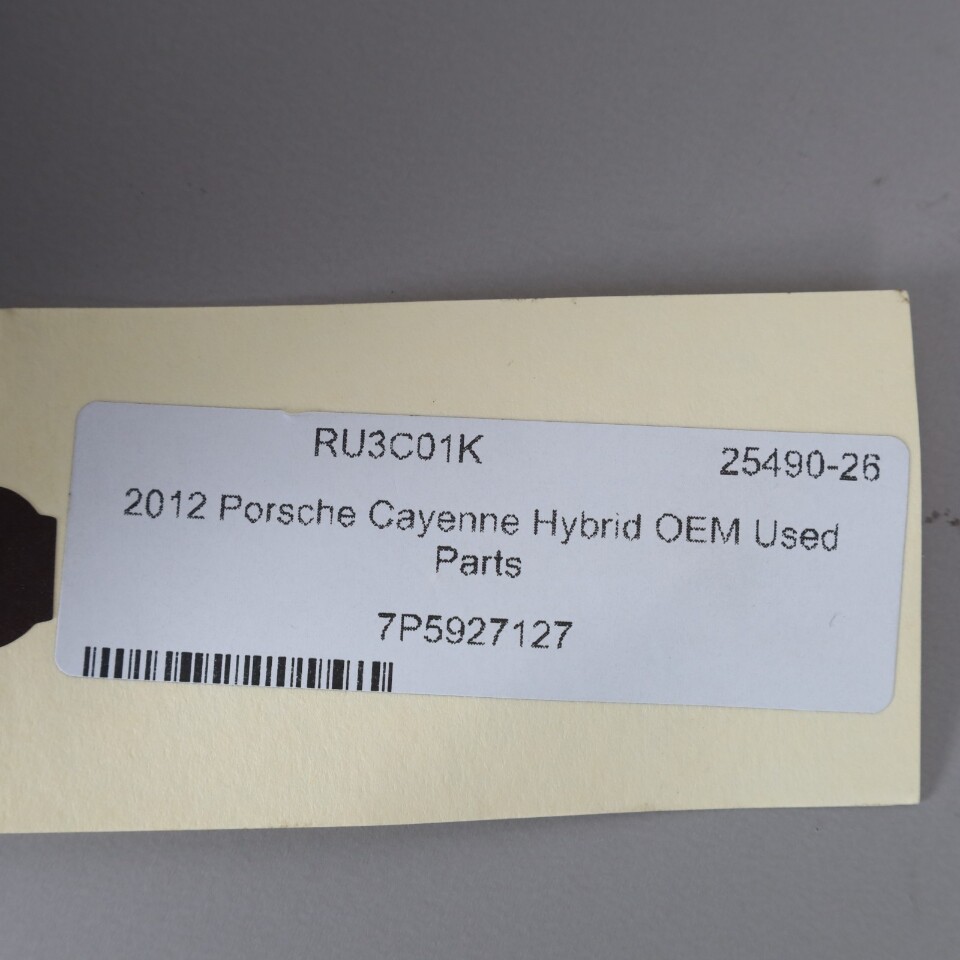 RU3C01K 25490-26
2012 Porsche Cayenne Hybrid OEM Used
Parts
7P5927127